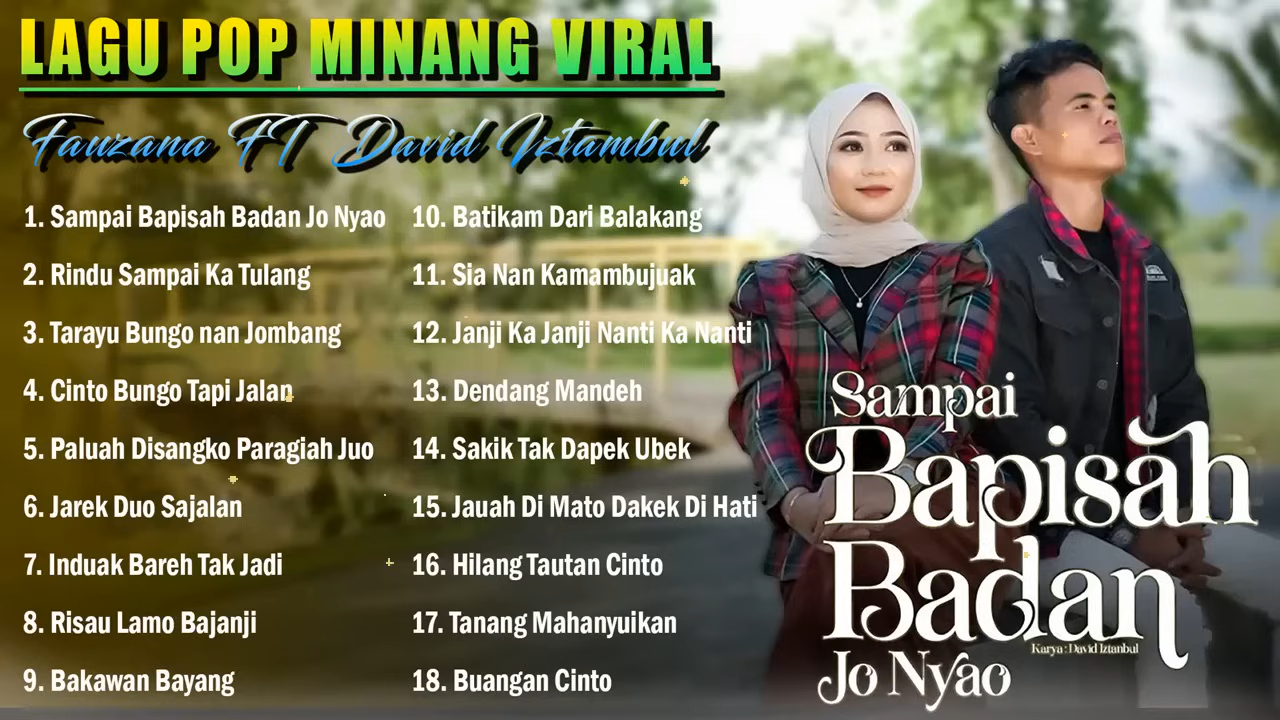 LAGU POP MINANG VIRAL
Fauzana FT David Iztambul
1. Sampai Bapisah Badan Jo Nyao
2. Rindu Sampai Ka Tulang
3. Tarayu Bungo nan Jombang
4. Cinto Bungo Tapi Jalan
5. Paluah Disangko Paragiah Juo
6. Jarek Duo Sajalan
7. Induak Bareh Tak Jadi
8. Risau Lamo Bajanji
9. Bakawan Bayang
10. Batikam Dari Balakang
11. Sia Nan Kamambujuak
12. Janji Ka Janji Nanti Ka Nanti
13. Dendang Mandeh
14. Sakik Tak Dapek Ubek
15. Jauah Di Mato Dakek Di Hati
16. Hilang Tautan Cinto
17. Tanang Mahanyuikan
18. Buangan Cinto
Sampai
Bapisah
Badan
Karya : David Iztanbul
Jo Nyao